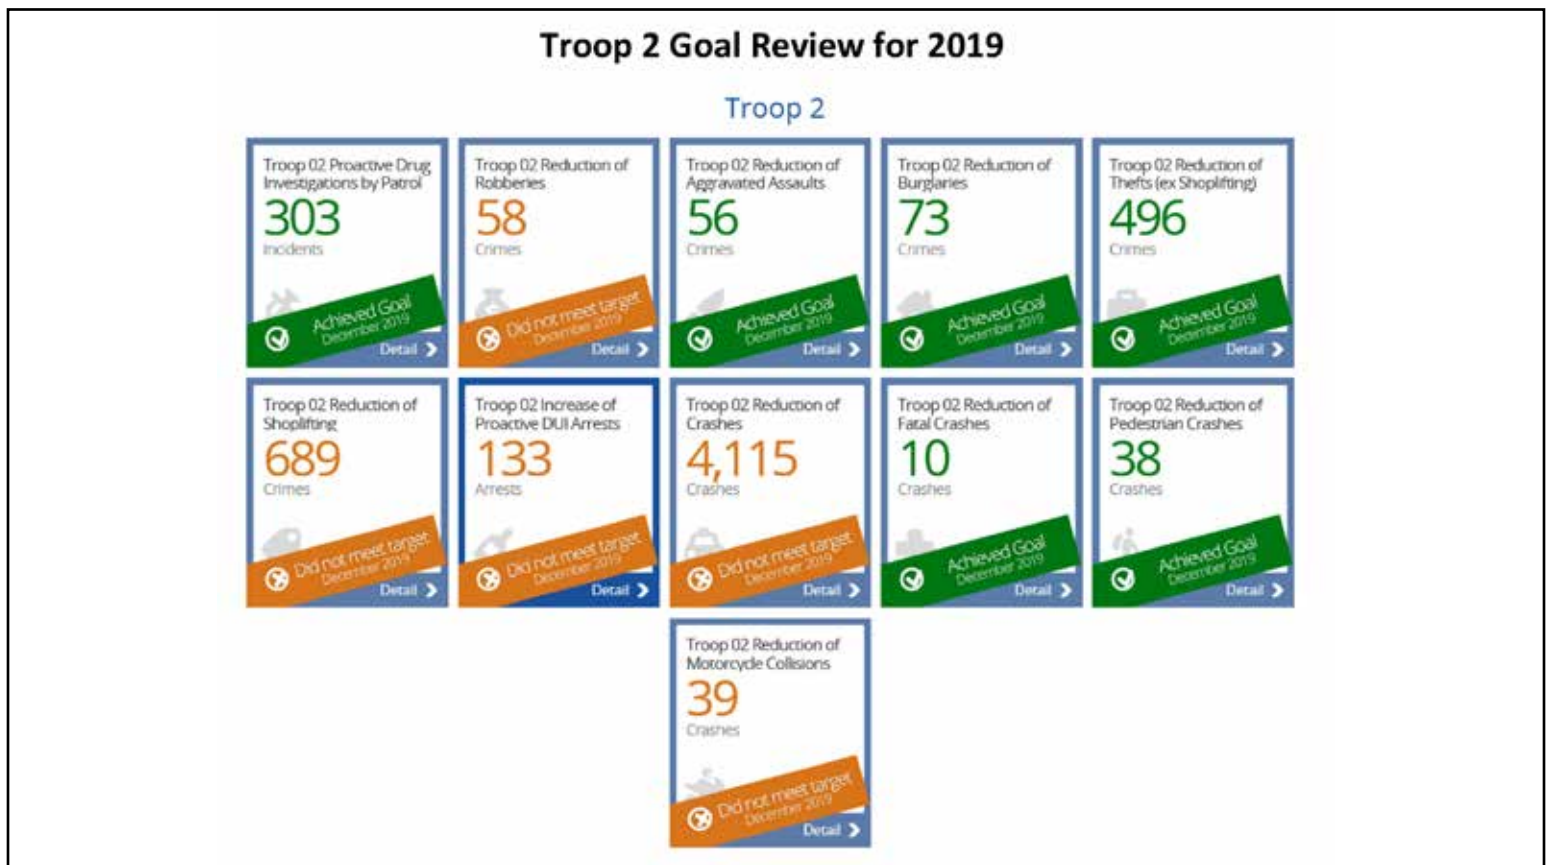 Troop 2 Goal Review for 2019
Troop 2
Troop 02 Proactive Drug
Investigations by Patrol
303
Incidents
Achieved Goal
December 2019
Detail
Troop 02 Reduction of
Robberies
58
Crimes
Did not meet target
December 2019
Detail
Troop 02 Reduction of
Aggravated Assaults
56
Crimes
Achieved Goal
December 2019
Detail
Troop 02 Reduction of
Burglaries
73
Crimes
Achieved Goal
December 2019
Detail
Troop 02 Reduction of
Thefts (ex Shoplifting)
496
Crimes
Achieved Goal
December 2019
Detail
Troop 02 Reduction of
Shoplifting
689
Crimes
Did not meet target
December 2019
Detail
Troop 02 Increase of
Proactive DUI Arrests
133
Arrests
Did not meet target
December 2019
Detail
Troop 02 Reduction of
Crashes
4,115
Crashes
Did not meet target
December 2019
Detail
Troop 02 Reduction of
Fatal Crashes
10
Crashes
Achieved Goal
December 2019
Detail
Troop 02 Reduction of
Pedestrian Crashes
38
Crashes
Achieved Goal
December 2019
Detail
Troop 02 Reduction of
Motorcycle Collisions
39
Crashes
Did not meet target
December 2019
Detail